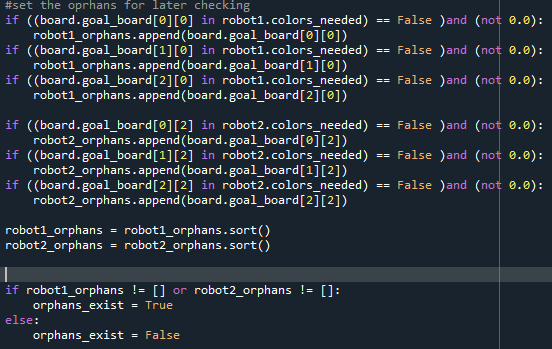 #set the oprhans for later checking
if ((board.goal_board[0][0] in robot1.colors_needed) == False )and (not 0.0):
    robot1_orphans.append(board.goal_board[0][0])
if ((board.goal_board[1][0] in robot1.colors_needed) == False )and (not 0.0):
    robot1_orphans.append(board.goal_board[1][0])
if ((board.goal_board[2][0] in robot1.colors_needed) == False )and (not 0.0):
    robot1_orphans.append(board.goal_board[2][0])
if ((board.goal_board[0][2] in robot2.colors_needed) == False )and (not 0.0):
    robot2_orphans.append(board.goal_board[0][2])
if ((board.goal_board[1][2] in robot2.colors_needed) == False )and (not 0.0):
    robot2_orphans.append(board.goal_board[1][2])
if ((board.goal_board[2][2] in robot2.colors_needed) == False )and (not 0.0):
    robot2_orphans.append(board.goal_board[2][2])
robot1_orphans = robot1_orphans.sort()
robot2_orphans = robot2_orphans.sort()
if robot1_orphans != [] or robot2_orphans != []:
    orphans_exist = True
else:
    orphans_exist = False